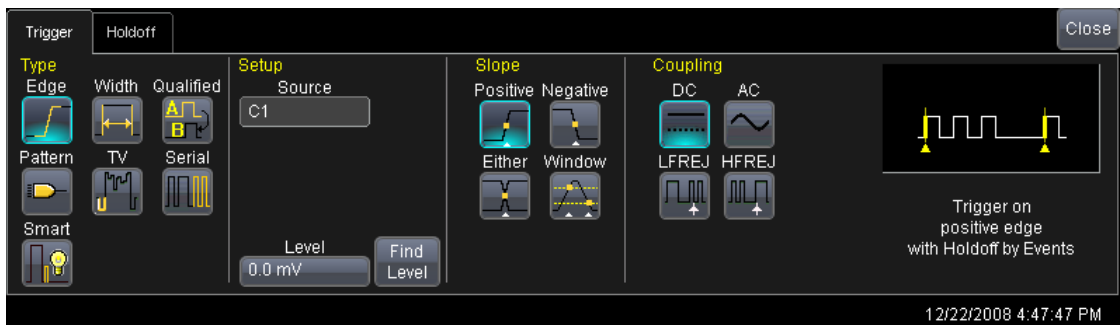 Trigger Holdoff Close
Type
Edge Width Qualified
A
B
Pattern TV Serial
U
Smart
Setup
Source
C1
Level
0.0 mV
Find
Level
Slope
Positive Negative
Either Window
Coupling
DC AC
LFREJ HFREJ
Trigger on
positive edge
with Holdoff by Events
12/22/2008 4:47:47 PM